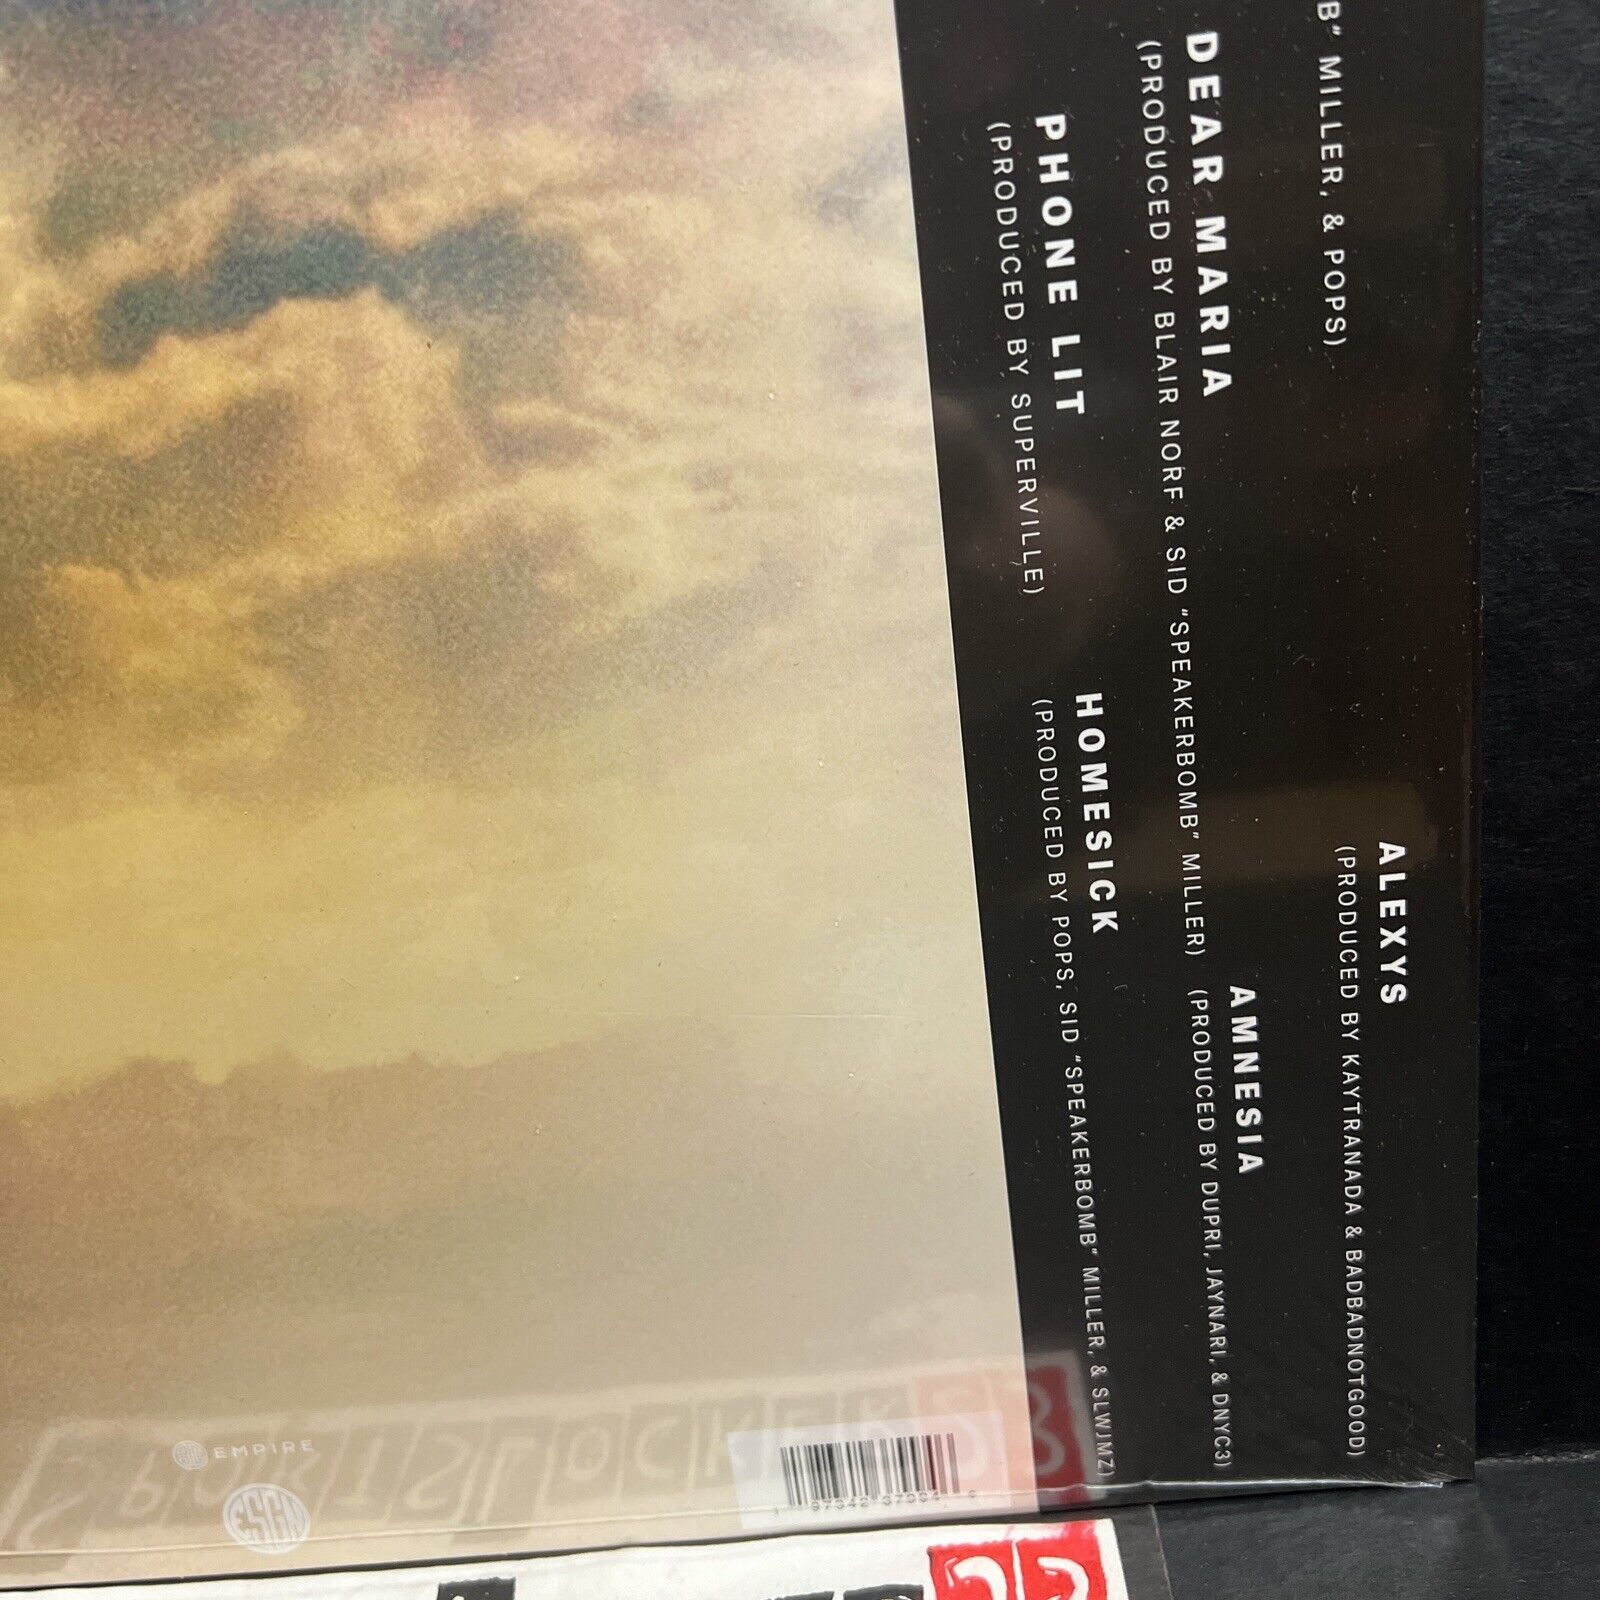 B" MILLER, & POPS)
DEAR MARIA
(PRODUCED BY BLAIR NORF & SID "SPEAKERBOMB" MILLER)
PHONE LIT
(PRODUCED BY SUPERVILLE)
ALEXYS
(PRODUCED BY KAYTRANADA & BADBADNOTGOOD)
AMNESIA
(PRODUCED BY DUPRI, JAYNARI, & DNYC3)
HOMESICK
(PRODUCED BY POPS, SID "SPEAKERBOMB" MILLER, & SLWJMZ)
EMPIRE
ESGN